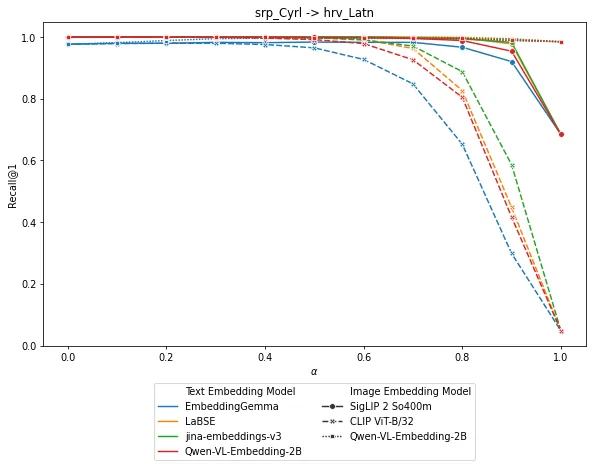 srp_Cyrl -> hrv_Latn
Recall@1
1.0
0.8
0.6
0.4
0.2
0.0
0.0 0.2 0.4 0.6 0.8 1.0
α
Text Embedding Model
EmbeddingGemma
LaBSE
jina-embeddings-v3
Qwen-VL-Embedding-2B
Image Embedding Model
SigLIP 2 So400m
CLIP ViT-B/32
Qwen-VL-Embedding-2B